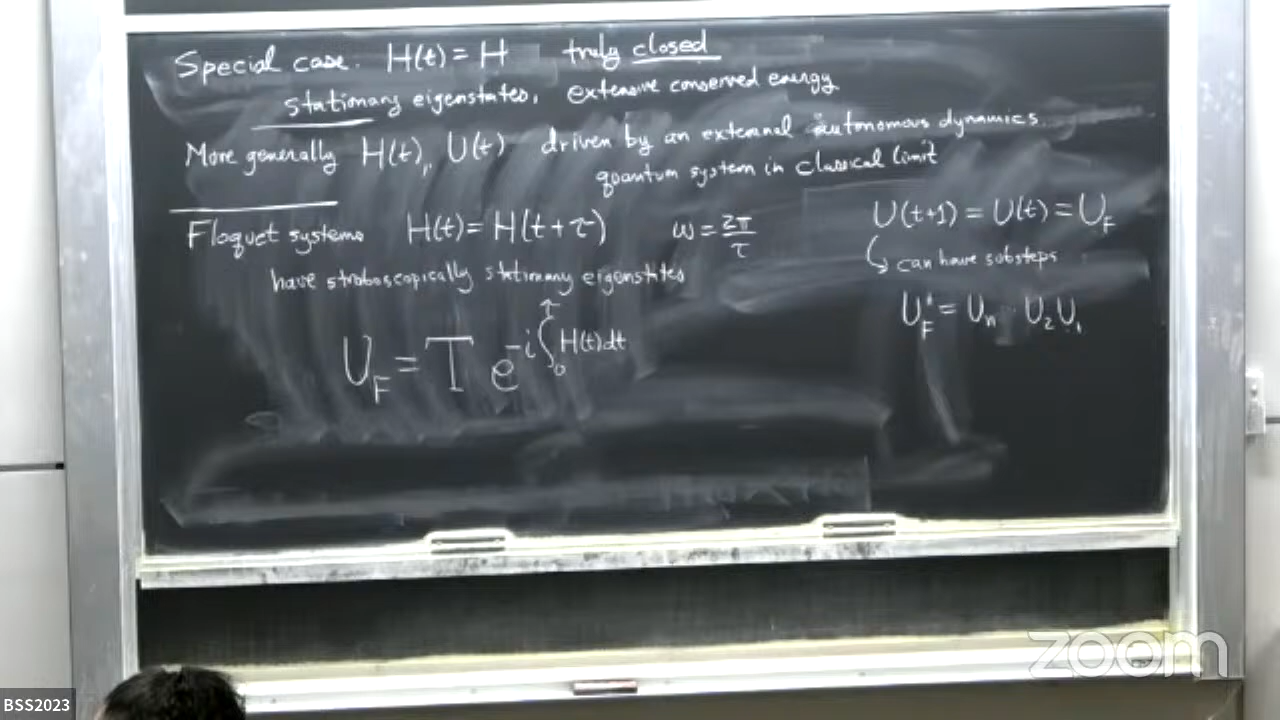 Special case. H(t) = H truly closed
stationary eigenstates, extensive conserved energy
More generally H(t), U(t) driven by an external autonomous dynamics
quantum system in classical limit
Floquet systems H(t) = H(t + τ) ω = 2π/τ
have stroboscopically stationary eigenstates
U_F = T e^{-i∫_0^τ H(t)dt}
U(t+1) = U(t) = U_F
↳ can have substeps
U_F = U_n U_2 U_1
zoom
BSS2023